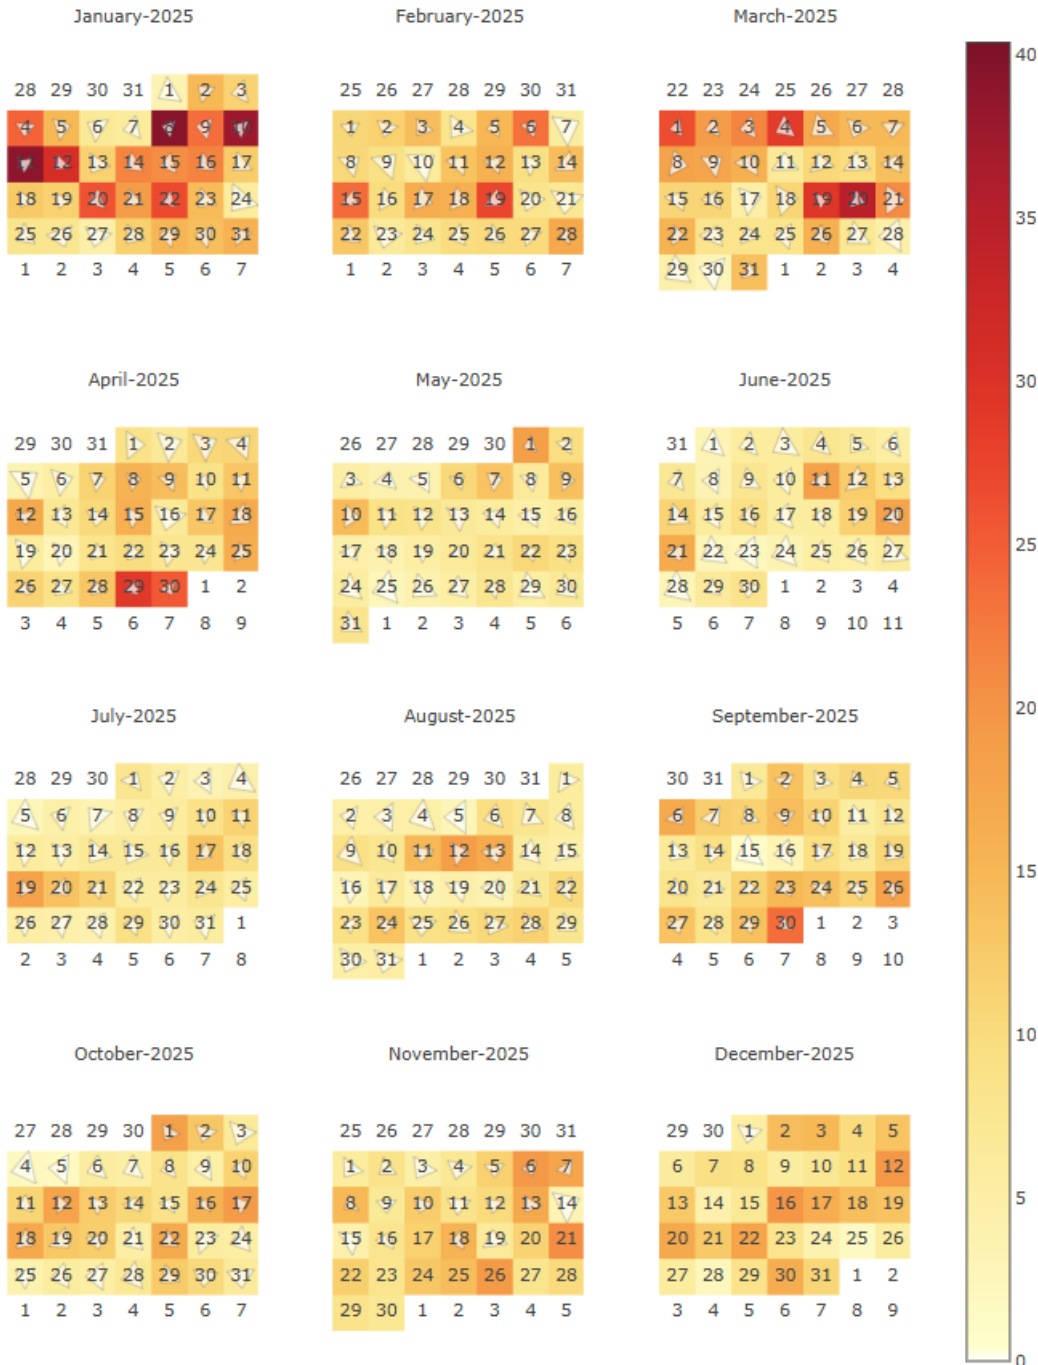 January-2025
28 29 30 31 1 2 3
4 5 6 7 8 9 10
11 12 13 14 15 16 17
18 19 20 21 22 23 24
25 26 27 28 29 30 31
1 2 3 4 5 6 7
February-2025
25 26 27 28 29 30 31
1 2 3 4 5 6 7
8 9 10 11 12 13 14
15 16 17 18 19 20 21
22 23 24 25 26 27 28
1 2 3 4 5 6 7
March-2025
22 23 24 25 26 27 28
1 2 3 4 5 6 7
8 9 10 11 12 13 14
15 16 17 18 19 20 21
22 23 24 25 26 27 28
29 30 31 1 2 3 4
April-2025
29 30 31 1 2 3 4
5 6 7 8 9 10 11
12 13 14 15 16 17 18
19 20 21 22 23 24 25
26 27 28 29 30 1 2
3 4 5 6 7 8 9
May-2025
26 27 28 29 30 1 2
3 4 5 6 7 8 9
10 11 12 13 14 15 16
17 18 19 20 21 22 23
24 25 26 27 28 29 30
31 1 2 3 4 5 6
June-2025
31 1 2 3 4 5 6
7 8 9 10 11 12 13
14 15 16 17 18 19 20
21 22 23 24 25 26 27
28 29 30 1 2 3 4
5 6 7 8 9 10 11
July-2025
28 29 30 1 2 3 4
5 6 7 8 9 10 11
12 13 14 15 16 17 18
19 20 21 22 23 24 25
26 27 28 29 30 31 1
2 3 4 5 6 7 8
August-2025
26 27 28 29 30 31 1
2 3 4 5 6 7 8
9 10 11 12 13 14 15
16 17 18 19 20 21 22
23 24 25 26 27 28 29
30 31 1 2 3 4 5
September-2025
30 31 1 2 3 4 5
6 7 8 9 10 11 12
13 14 15 16 17 18 19
20 21 22 23 24 25 26
27 28 29 30 1 2 3
4 5 6 7 8 9 10
October-2025
27 28 29 30 1 2 3
4 5 6 7 8 9 10
11 12 13 14 15 16 17
18 19 20 21 22 23 24
25 26 27 28 29 30 31
1 2 3 4 5 6 7
November-2025
25 26 27 28 29 30 31
1 2 3 4 5 6 7
8 9 10 11 12 13 14
15 16 17 18 19 20 21
22 23 24 25 26 27 28
29 30 1 2 3 4 5
December-2025
29 30 1 2 3 4 5
6 7 8 9 10 11 12
13 14 15 16 17 18 19
20 21 22 23 24 25 26
27 28 29 30 31 1 2
3 4 5 6 7 8 9
40
35
30
25
20
15
10
5
0